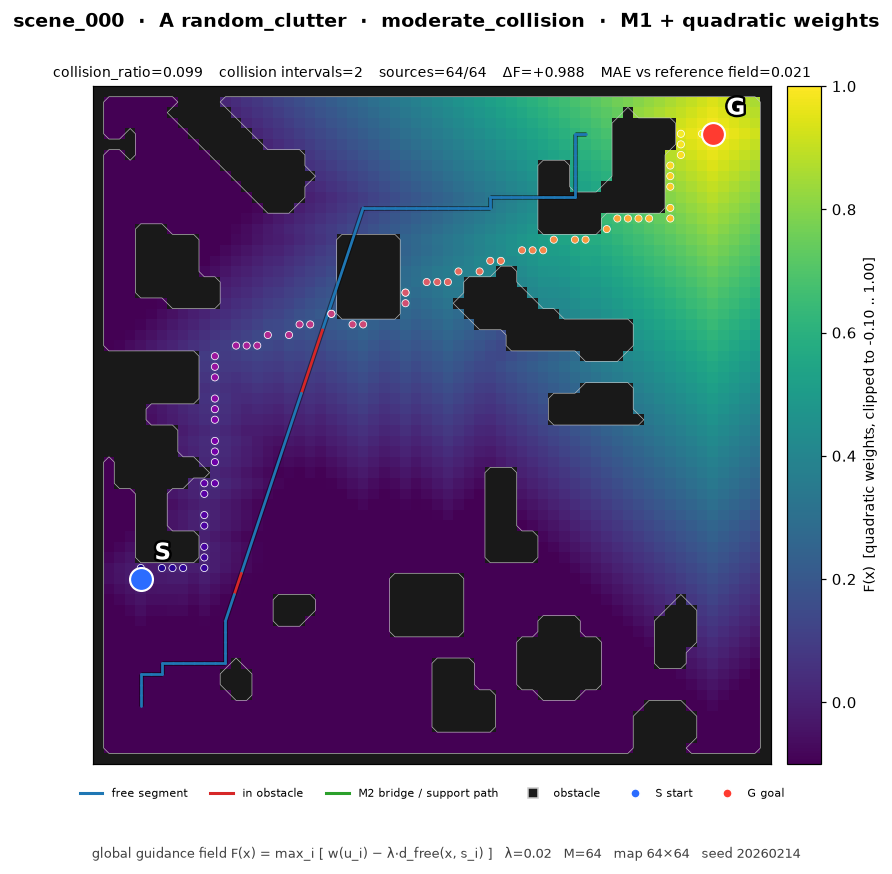 scene_000 · A random_clutter · moderate_collision · M1 + quadratic weights
collision_ratio=0.099 collision intervals=2 sources=64/64 ΔF=+0.988 MAE vs reference field=0.021
G
S
1.0
0.8
0.6
0.4
0.2
0.0
F(x) [quadratic weights, clipped to -0.10 .. 1.00]
free segment in obstacle M2 bridge / support path obstacle S start G goal
global guidance field F(x) = max_i [ w(u_i) − λ·d_free(x, s_i) ] λ=0.02 M=64 map 64×64 seed 20260214